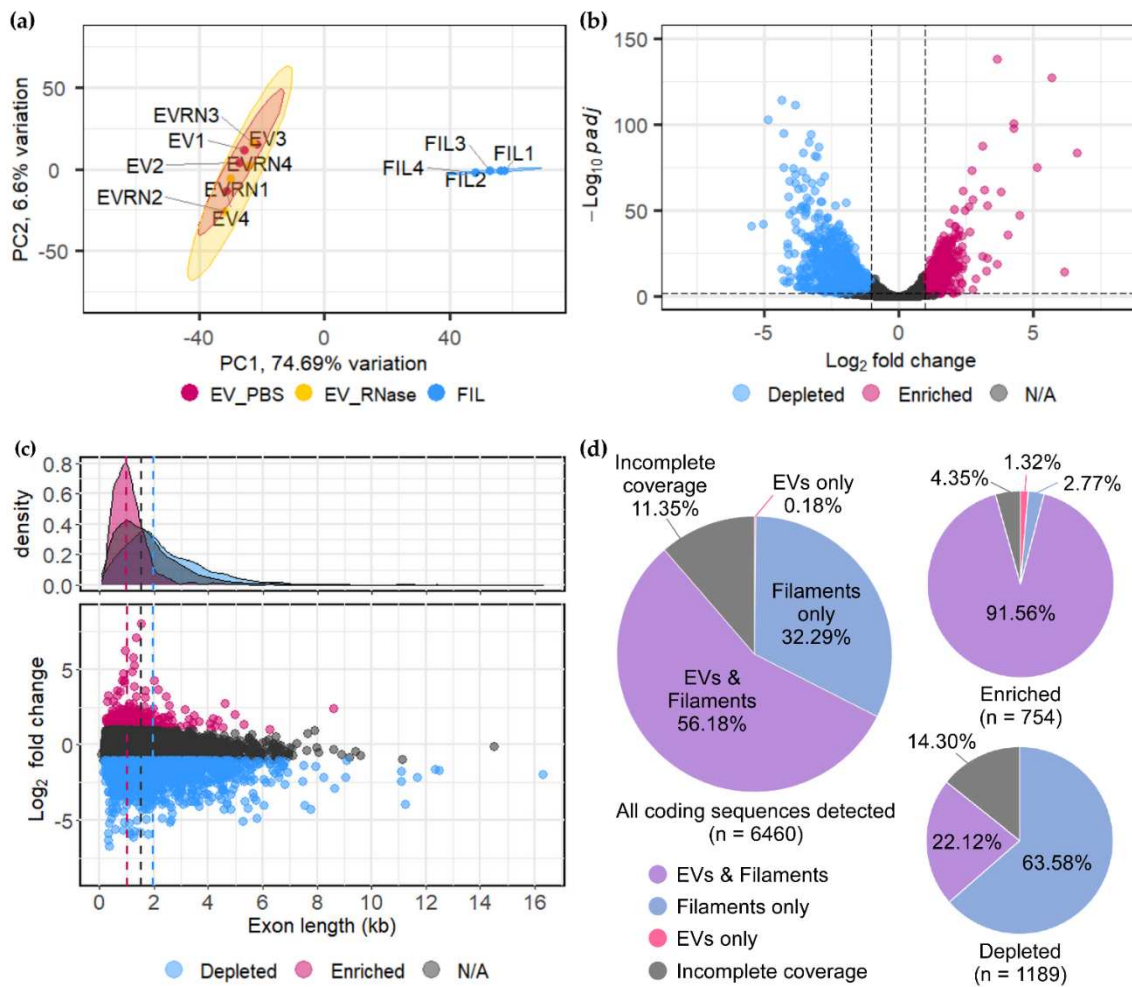 (a)
PC2, 6.6% variation
50
0
-50
EVRN3
EV1
EV3
EV2
EVRN4
EVRN1
EVRN2
EV4
FIL3
FIL1
FIL4
FIL2
-40
0
40
80
PC1, 74.69% variation
EV_PBS
EV_RNase
FIL
(b)
−Log10 padj
150
100
50
0
-5
0
5
Log2 fold change
Depleted
Enriched
N/A
(c)
density
0.8
0.6
0.4
0.2
0.0
Log2 fold change
5
0
-5
0
2
4
6
8
10
12
14
16
Exon length (kb)
Depleted
Enriched
N/A
(d)
Incomplete
coverage
11.35%
EVs only
0.18%
Filaments
only
32.29%
EVs &
Filaments
56.18%
All coding sequences detected
(n = 6460)
4.35%
1.32%
2.77%
91.56%
Enriched
(n = 754)
14.30%
22.12%
63.58%
Depleted
(n = 1189)
EVs & Filaments
Filaments only
EVs only
Incomplete coverage